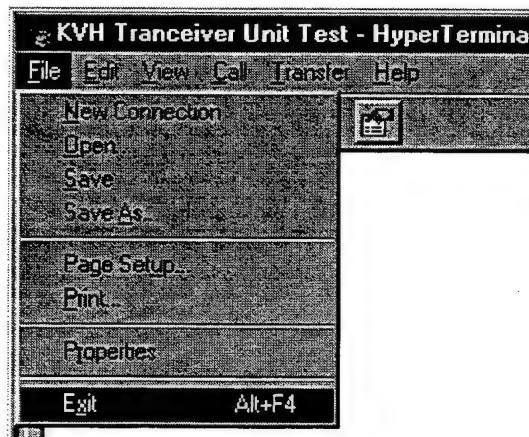 KVH Tranceiver Unit Test - HyperTermina
File Edit View Call Transfer Help
New Connection
Open...
Save
Save As...
Page Setup...
Print...
Properties
Exit Alt+F4